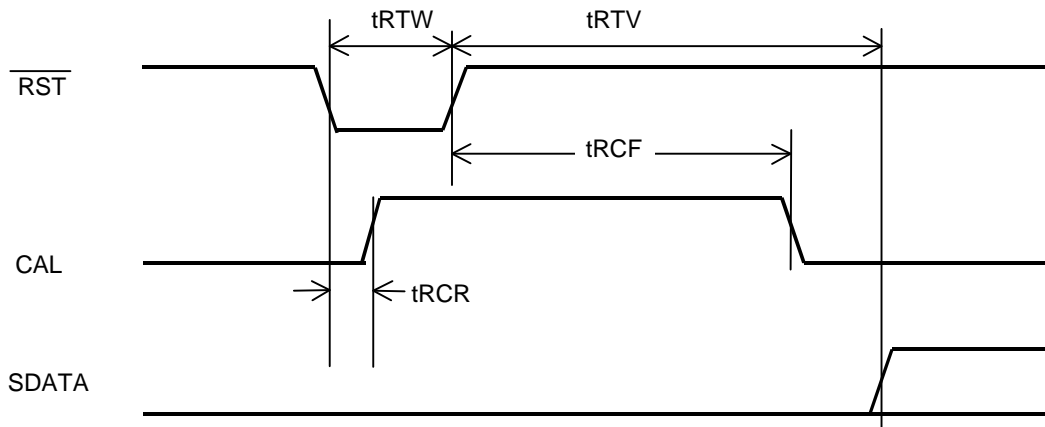 tRTW
tRTV
RST
tRCF
CAL
tRCR
SDATA